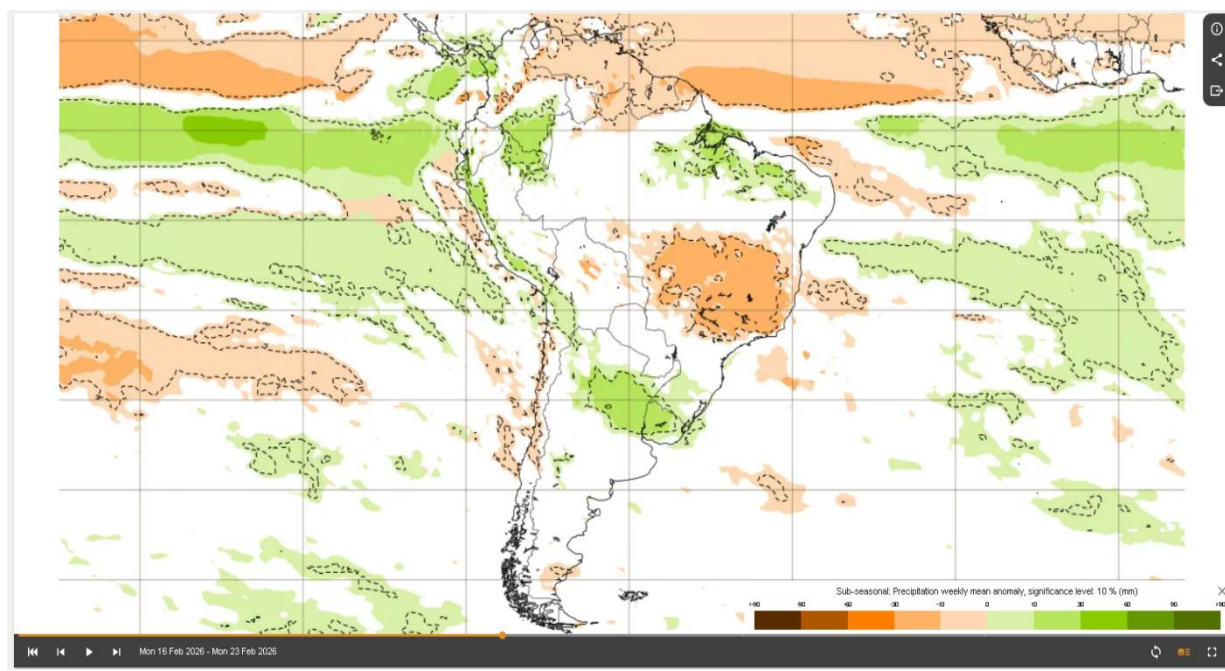 Sub-seasonal: Precipitation weekly mean anomaly, significance level: 10 % (mm)
-90 -60 -30 -10 0 10 30 60 90
Mon 16 Feb 2026 - Mon 23 Feb 2026